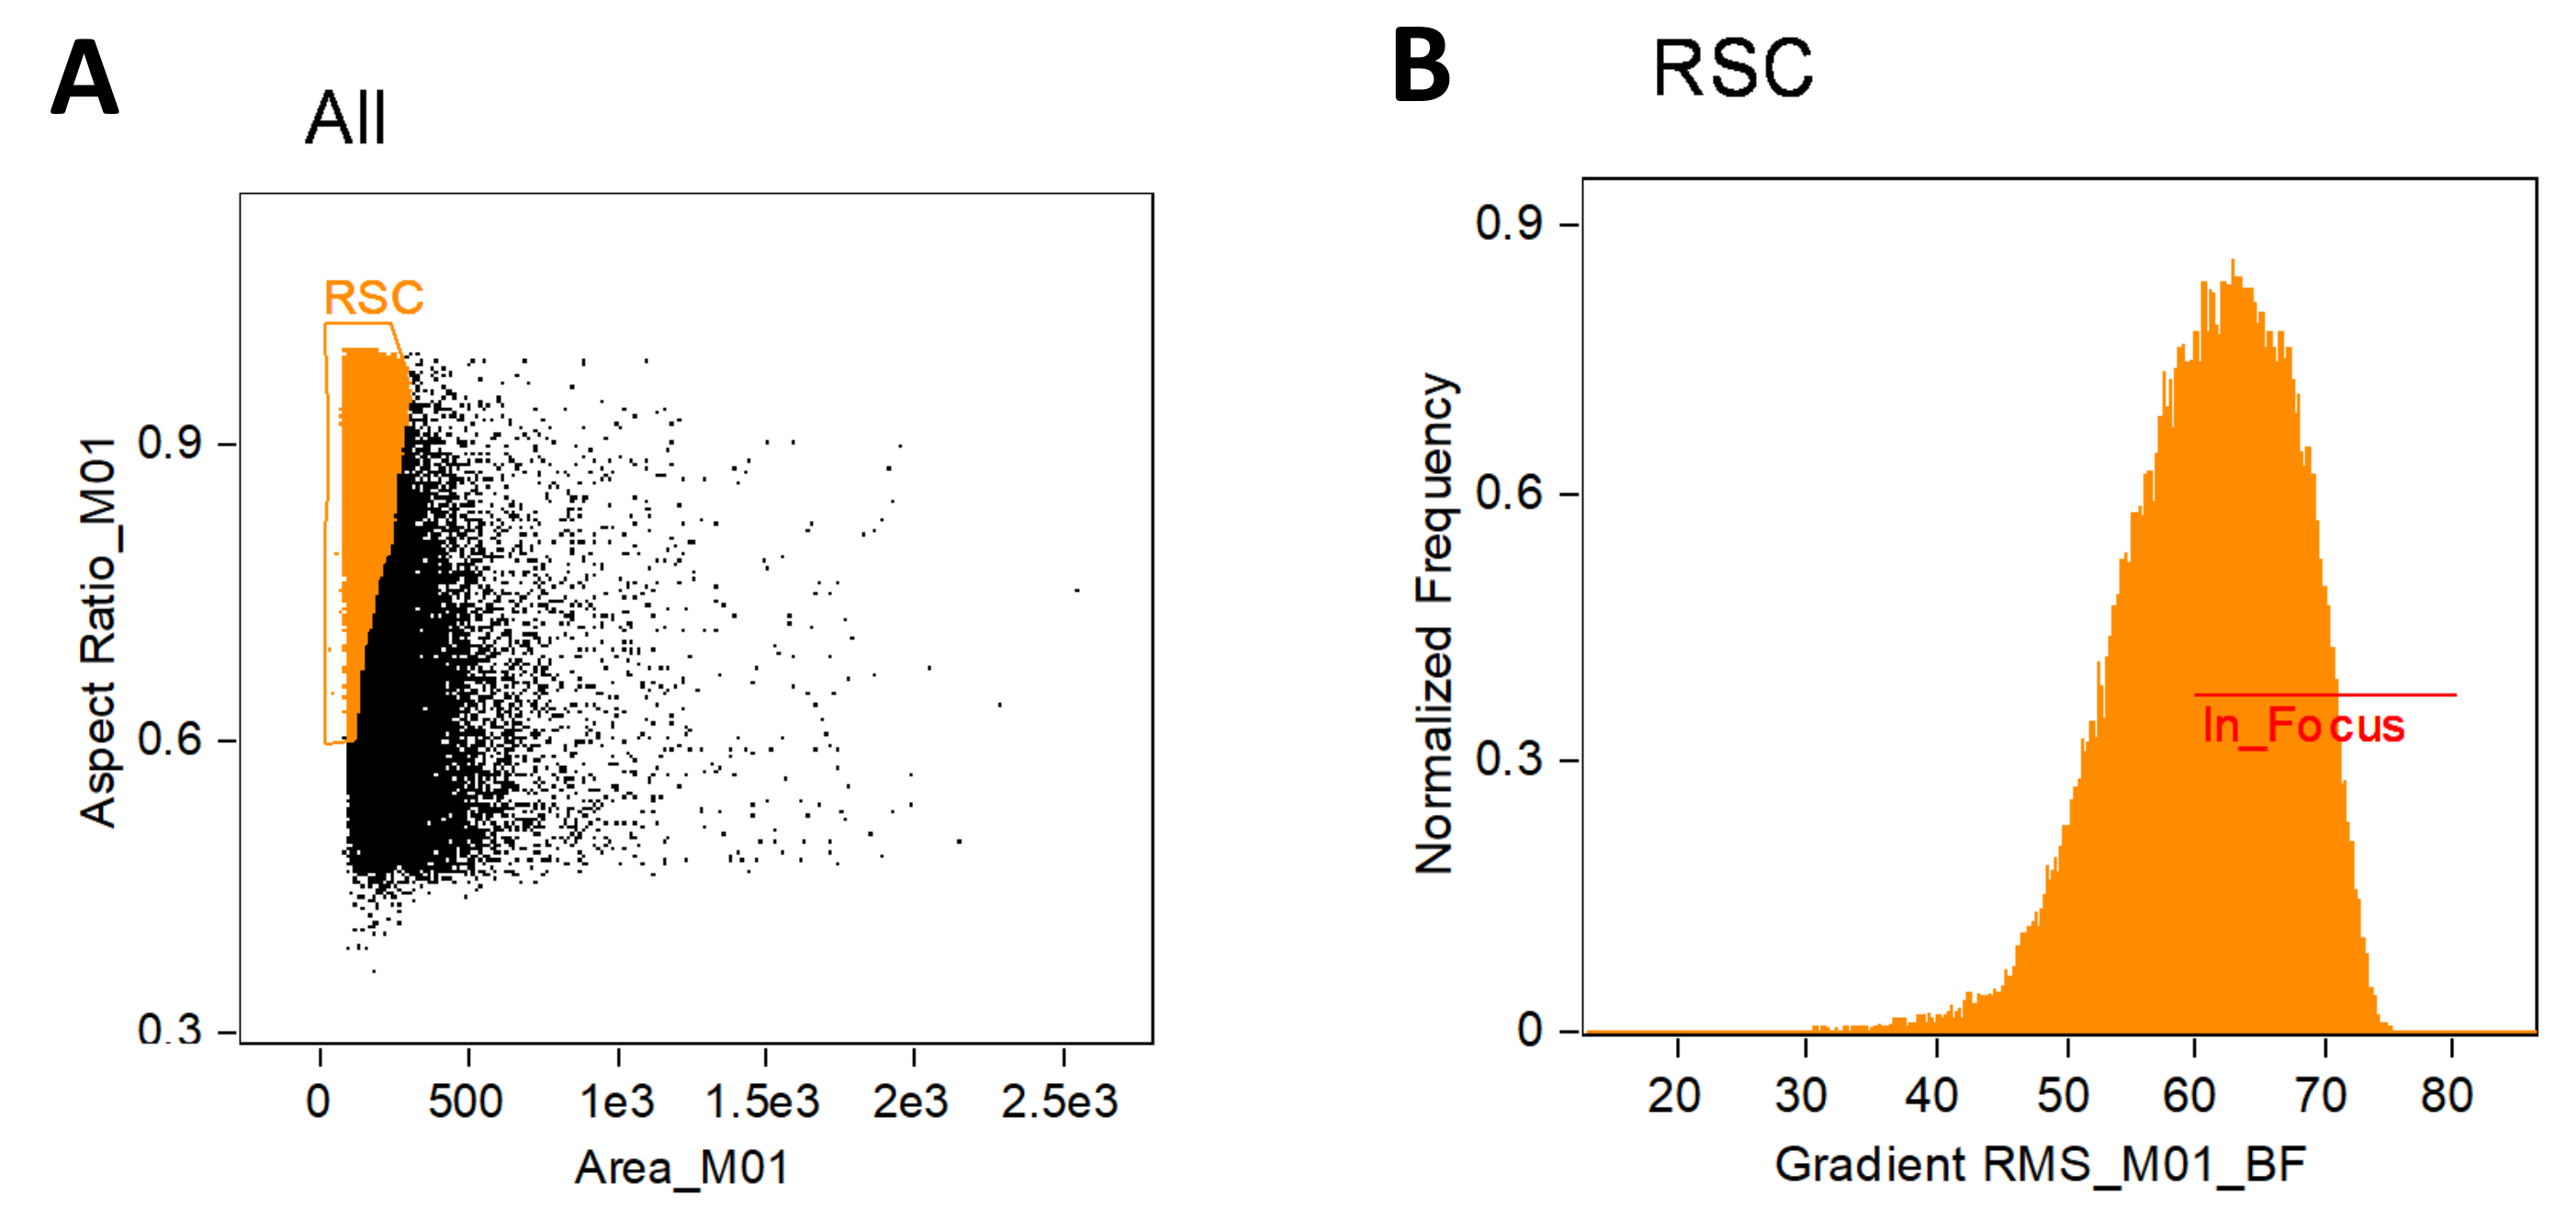 A
All
RSC
0.9
0.6
0.3
Aspect Ratio_M01
0
500
1e3
1.5e3
2e3
2.5e3
Area_M01
B
RSC
0.9
0.6
0.3
0
Normalized Frequency
In_Focus
20
30
40
50
60
70
80
Gradient RMS_M01_BF